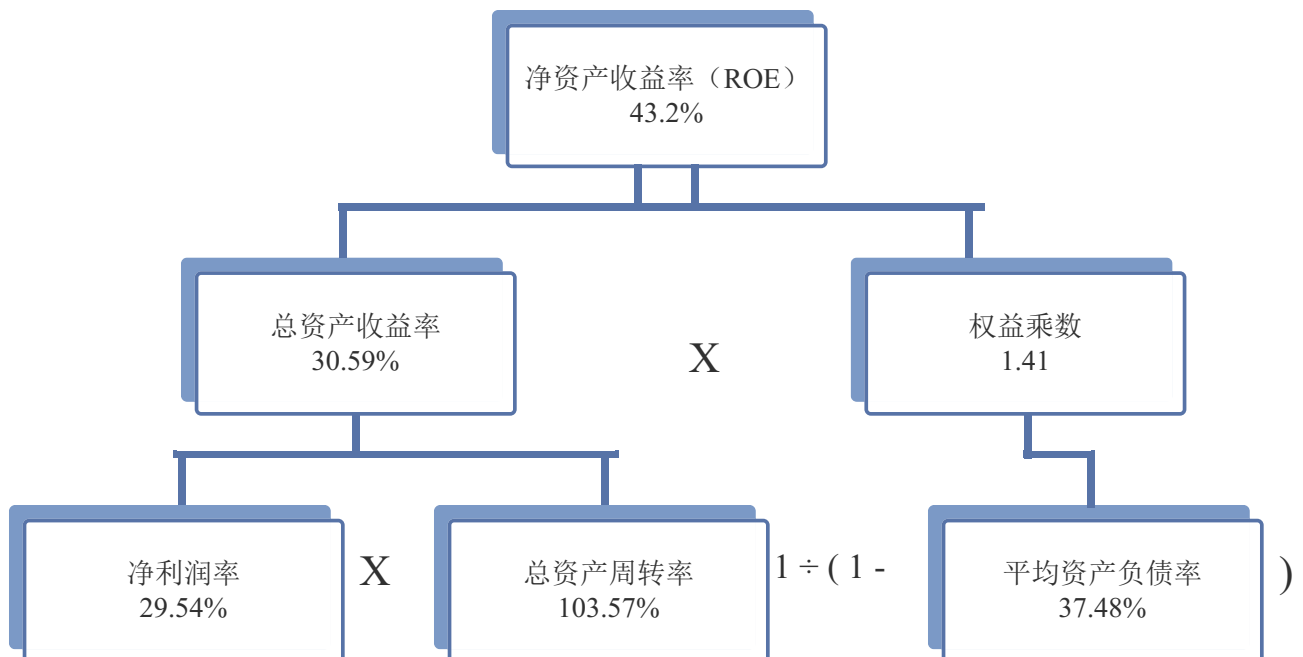 净资产收益率（ROE）
43.2%
总资产收益率
30.59%
X
权益乘数
1.41
净利润率
29.54%
X
总资产周转率
103.57%
1 ÷ ( 1 -
平均资产负债率
37.48%
)